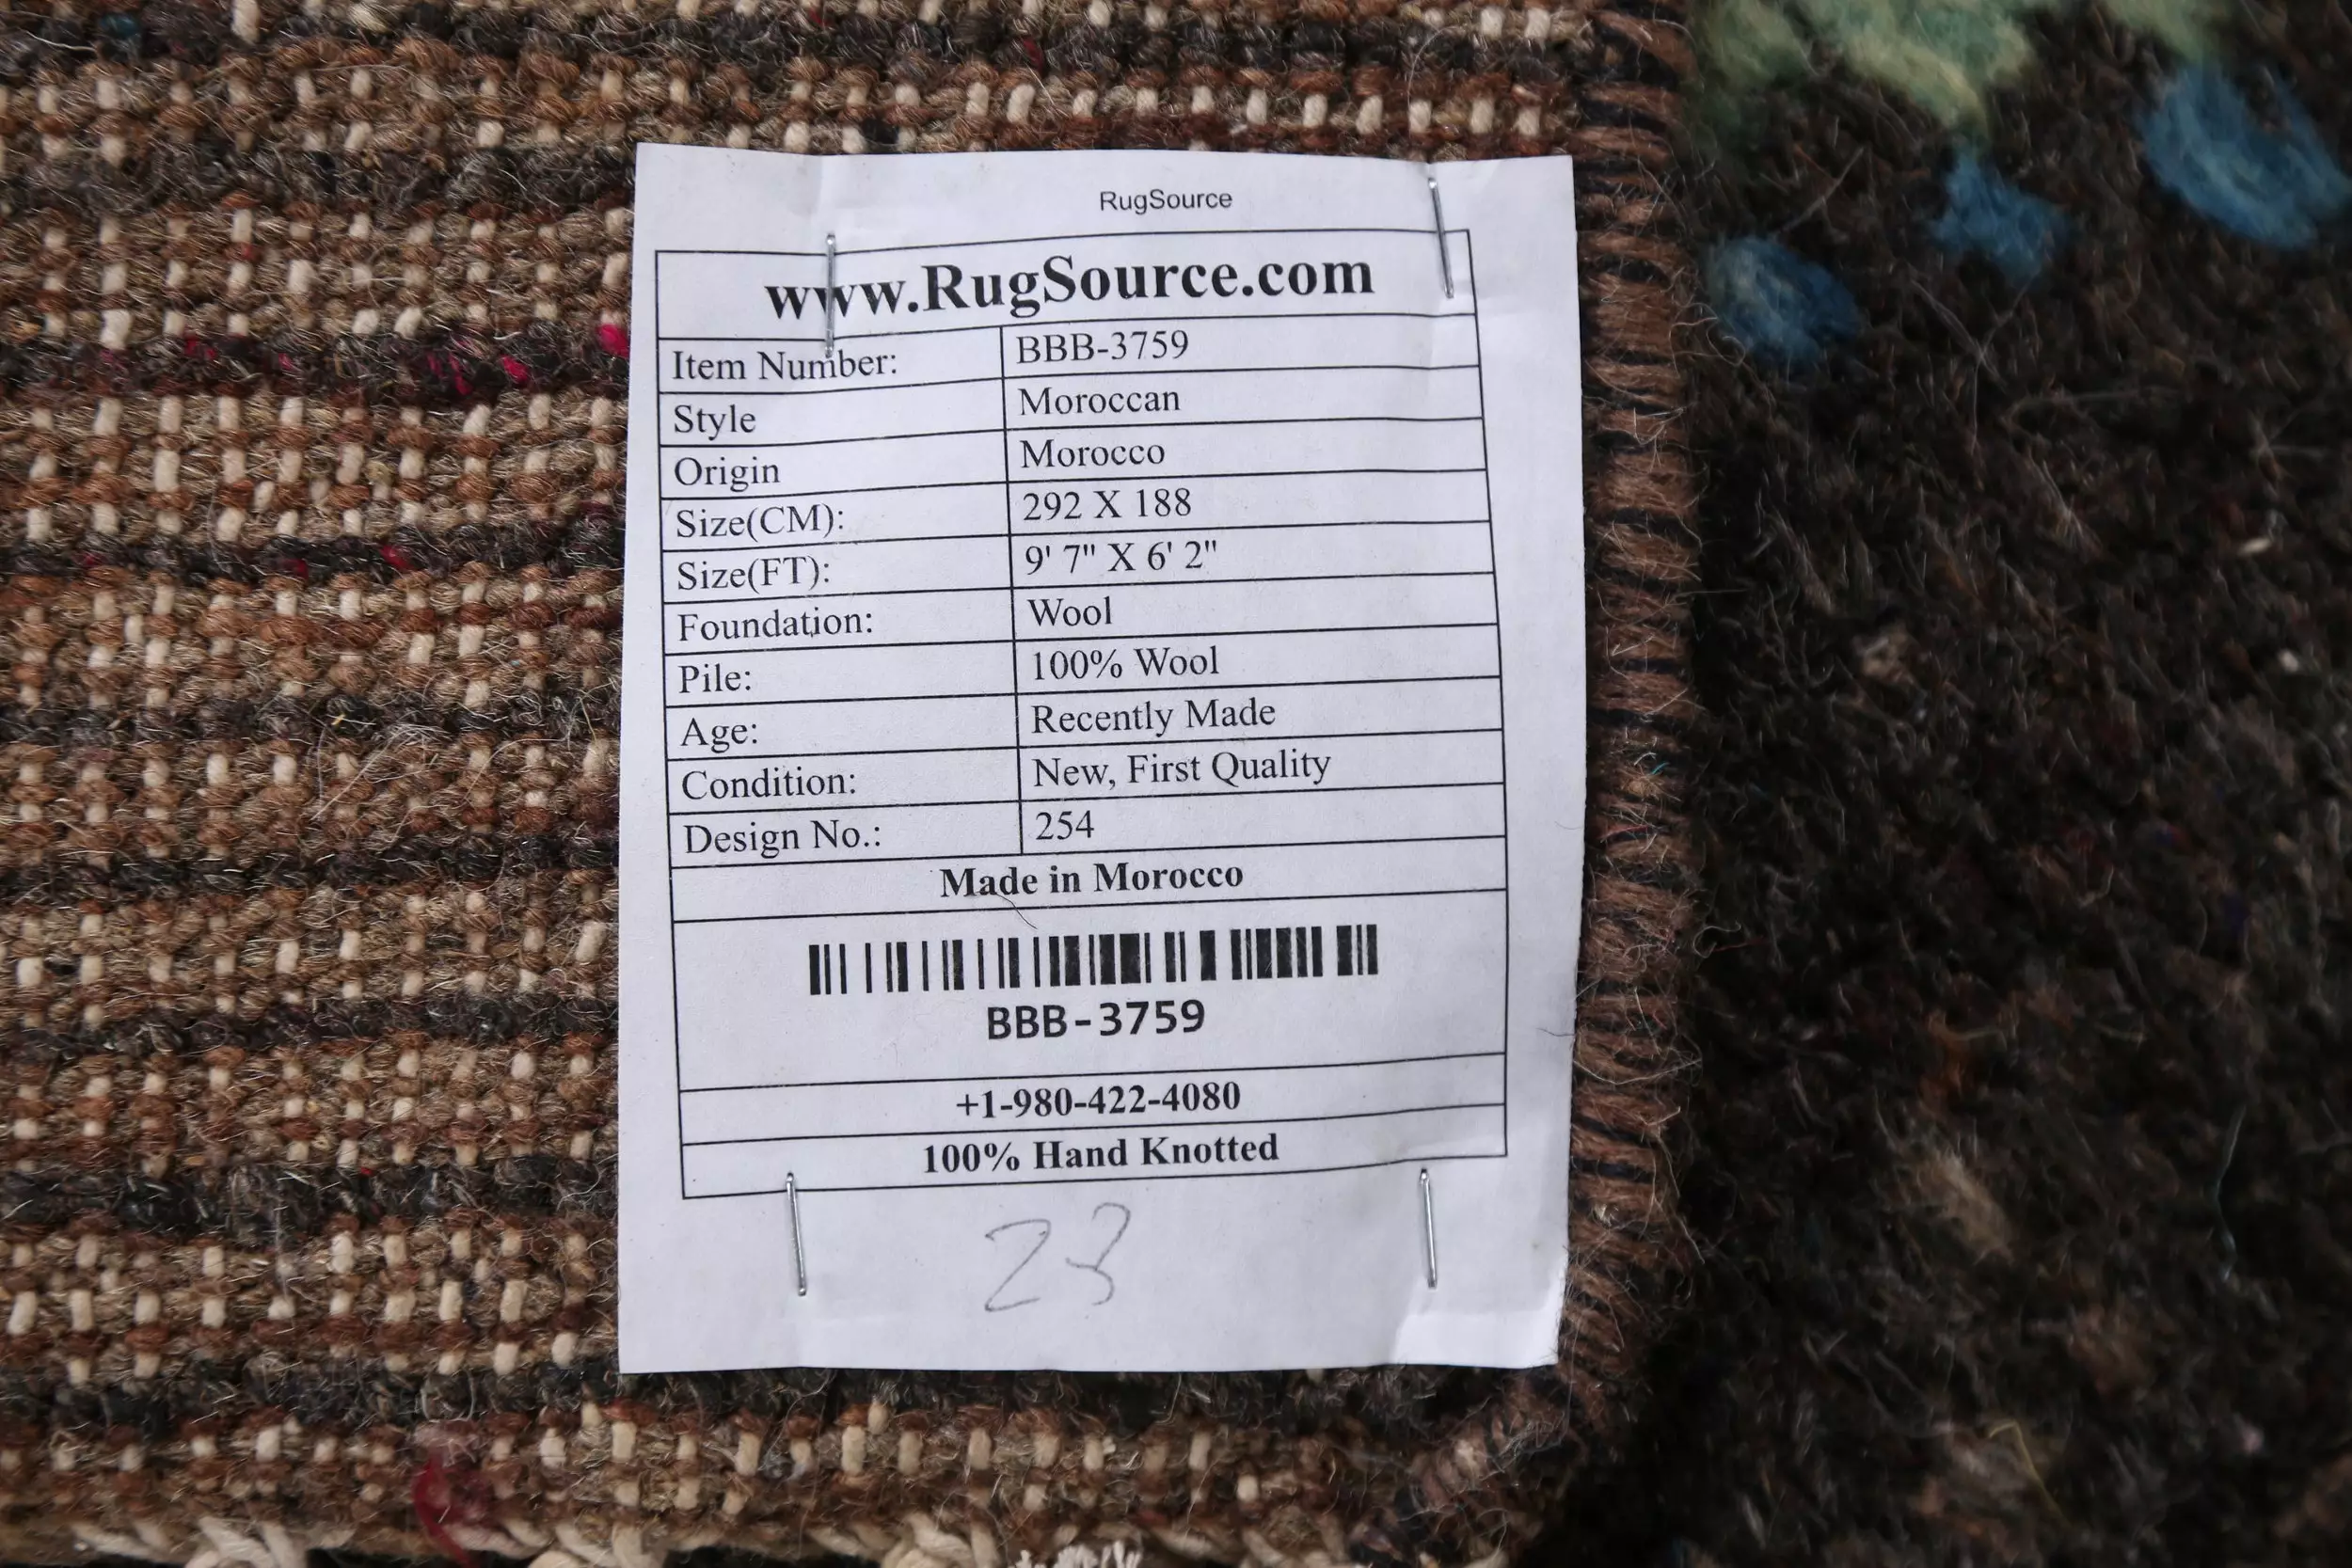 RugSource
www.RugSource.com
Item Number: BBB-3759
Style Moroccan
Origin Morocco
Size(CM): 292 X 188
Size(FT): 9' 7" X 6' 2"
Foundation: Wool
Pile: 100% Wool
Age: Recently Made
Condition: New, First Quality
Design No.: 254
Made in Morocco
BBB-3759
+1-980-422-4080
100% Hand Knotted
23